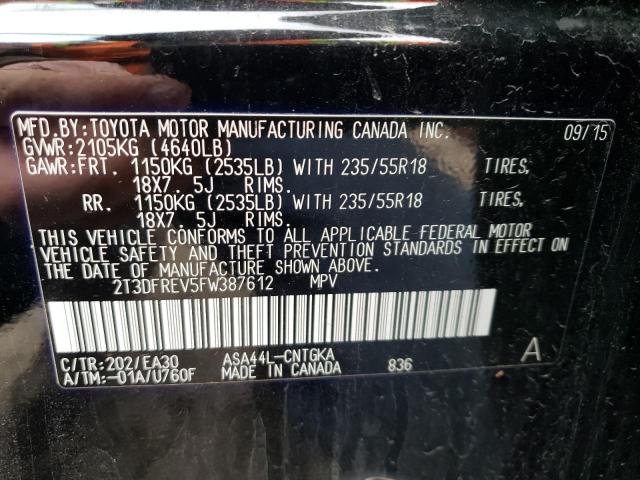 MFD.BY:TOYOTA MOTOR MANUFACTURING CANADA INC. 09/15
GVWR:2105KG (4640LB)
GAWR:FRT. 1150KG (2535LB) WITH 235/55R18 TIRES,
18X7. 5J RIMS.
RR. 1150KG (2535LB) WITH 235/55R18 TIRES,
18X7. 5J RIMS.
THIS VEHICLE CONFORMS TO ALL APPLICABLE FEDERAL MOTOR
VEHICLE SAFETY AND THEFT PREVENTION STANDARDS IN EFFECT ON
THE DATE OF MANUFACTURE SHOWN ABOVE.
2T3DFREV5FW387612 MPV
C/TR:202/EA30 ASA44L-CNTGKA 836 A
A/TM:-01A/U760F MADE IN CANADA